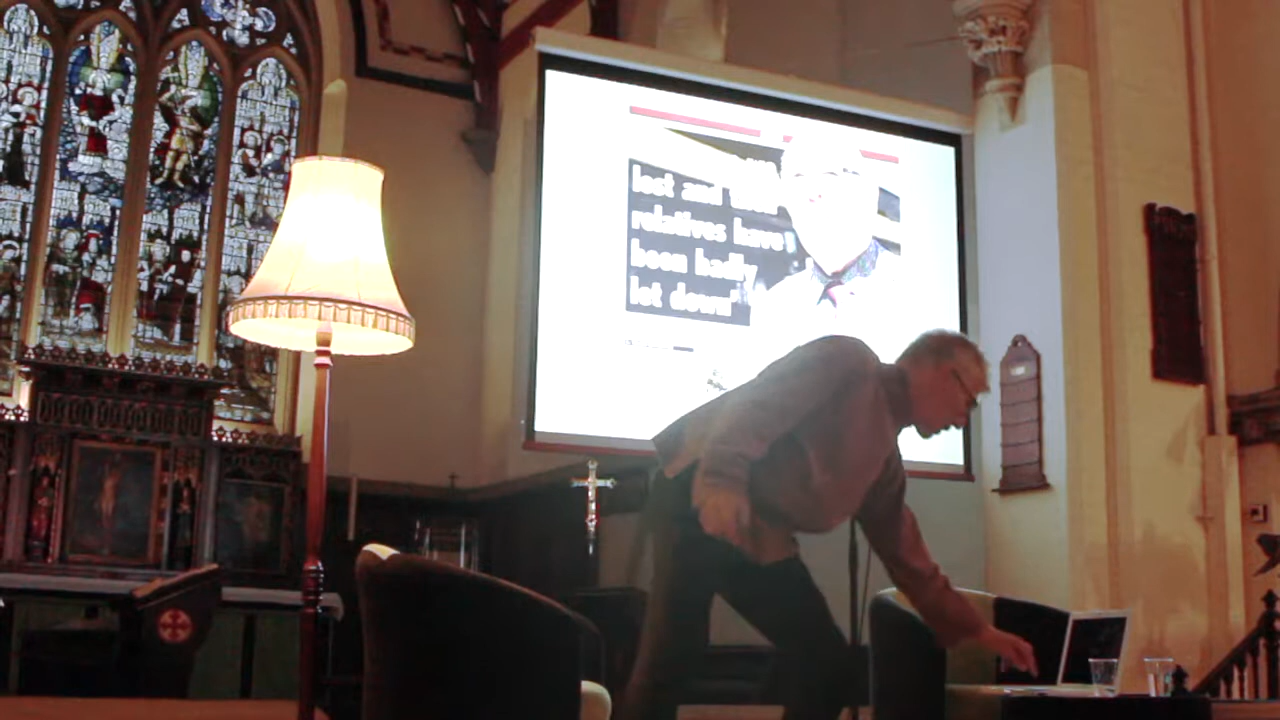 lost and
relatives have
been badly
let down"